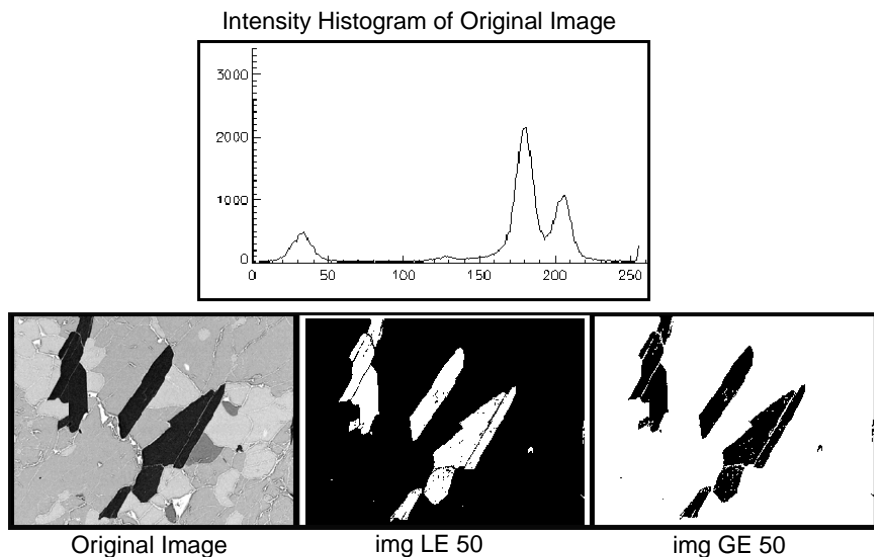 Intensity Histogram of Original Image
3000
2000
1000
0
0 50 100 150 200 250
Original Image img LE 50 img GE 50